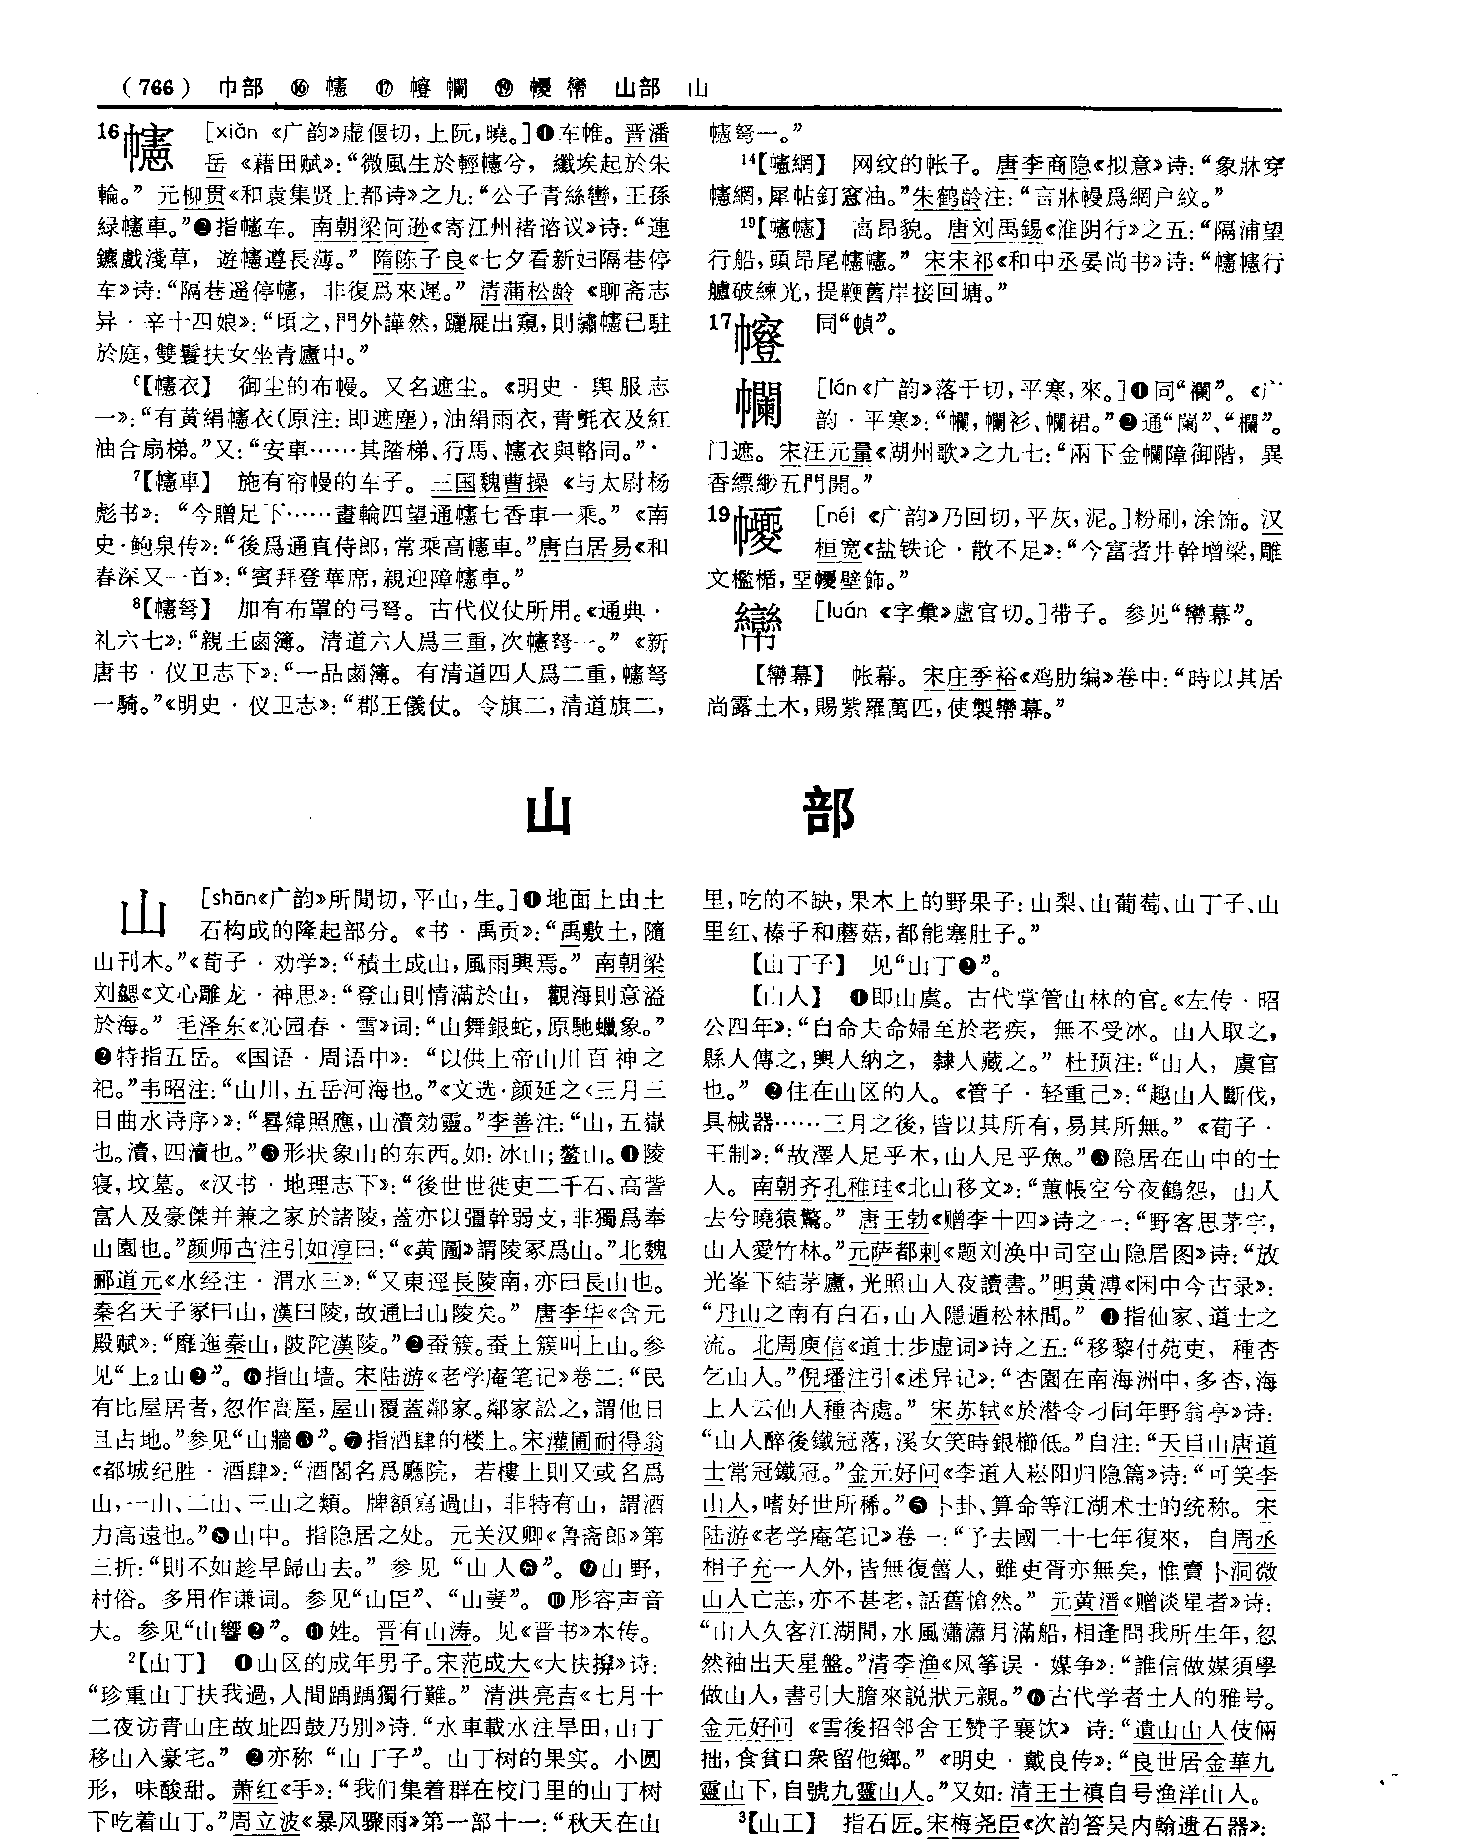 （766） 巾部 ⑯ 幰 ⑰ 㡧 幱 ⑲ 幔 㡩 山部 山
16 幰 [xiǎn《广韵》虚偃切，上阮，曉。]❶车帷。晋潘
岳《藉田赋》：“微風生於輕幰兮，纖埃起於朱
輪。”元柳贯《和袁集贤上都诗》之九：“公子青絲轡，王孫
緑幰車。”❷指幰车。南朝梁何逊《寄江州褚谘议》诗：“連
鑣戲淺草，遊幰遵長薄。”隋陈子良《七夕看新妇隔巷停
车》诗：“隔巷遥停幰，非復爲來遲。”清蒲松龄《聊斋志
异·辛十四娘》：“頃之，門外譁然，躧屣出窺，則繡幰已駐
於庭，雙鬟扶女坐青廬中。”
6【幰衣】 御尘的布幔。又名遮尘。《明史·舆服志
一》：“有黄絹幰衣（原注：即遮塵），油絹雨衣，青氈衣及紅
油合扇梯。”又：“安車……其踏梯、行馬、幰衣與輅同。”
7【幰車】 施有帘幔的车子。三国魏曹操《与太尉杨
彪书》：“今贈足下……畫輪四望通幰七香車一乘。”《南
史·鲍泉传》：“後爲通直侍郎，常乘高幰車。”唐白居易《和
春深又一首》：“賓拜登華席，親迎障幰車。”
8【幰弩】 加有布罩的弓弩。古代仪仗所用。《通典·
礼六七》：“親王鹵簿。清道六人爲三重，次幰弩一。”《新
唐书·仪卫志下》：“一品鹵簿。有清道四人爲二重，幰弩
一騎。”《明史·仪卫志》：“郡王儀仗。令旗二，清道旗二，
幰弩一。”
14【幰網】 网纹的帐子。唐李商隐《拟意》诗：“象牀穿
幰網，犀帖釘窻油。”朱鹤龄注：“言牀幔爲網户紋。”
19【幰幰】 高昂貌。唐刘禹锡《淮阴行》之五：“隔浦望
行船，頭昂尾幰幰。”宋宋祁《和中丞晏尚书》诗：“幰幰行
艫破練光，提鞭舊岸接回塘。”
17 同“幀”。
幱 [lán《广韵》落干切，平寒，來。]❶同“襴”。《广
韵·平寒》：“幱，幱衫、幱裙。”❷通“闌”、“欄”。
门遮。宋汪元量《湖州歌》之九七：“兩下金幱障御階，異
香縹緲五門開。”
19 [néi《广韵》乃回切，平灰，泥。]粉刷，涂饰。汉
桓宽《盐铁论·散不足》：“今富者井幹增梁，雕
文檻楯，堊壁飾。”
[luán《字彙》盧官切。]带子。参见“幕”。
【幕】 帐幕。宋庄季裕《鸡肋编》卷中：“時以其居
尚露土木，賜紫羅萬匹，使製幕。”
山 部
山 [shān《广韵》所閒切，平山，生。]❶地面上由土
石构成的隆起部分。《书·禹贡》：“禹敷土，隨
山刊木。”《荀子·劝学》：“積土成山，風雨興焉。”南朝梁
刘勰《文心雕龙·神思》：“登山則情滿於山，觀海則意溢
於海。”毛泽东《沁园春·雪》词：“山舞銀蛇，原馳蠟象。”
❷特指五岳。《国语·周语中》：“以供上帝山川百神之
祀。”韦昭注：“山川，五岳河海也。”《文选·颜延之〈三月三
日曲水诗序〉》：“晷緯照應，山瀆効靈。”李善注：“山，五嶽
也。瀆，四瀆也。”❸形状象山的东西。如：冰山；鳌山。❹陵
寝，坟墓。《汉书·地理志下》：“後世世徙吏二千石、高訾
富人及豪傑并兼之家於諸陵，蓋亦以彊幹弱支，非獨爲奉
山園也。”颜师古注引如淳曰：“《黄圖》謂陵冢爲山。”北魏
郦道元《水经注·渭水三》：“又東逕長陵南，亦曰長山也。
秦名天子冢曰山，漢曰陵，故通曰山陵矣。”唐李华《含元
殿赋》：“靡迤秦山，陂陀漢陵。”❺蚕簇。蚕上簇叫上山。参
见“上2山❷”。❻指山墙。宋陆游《老学庵笔记》卷二：“民
有比屋居者，忽作高屋，屋山覆蓋鄰家。鄰家訟之，謂他日
且占地。”参见“山牆❸”。❼指酒肆的楼上。宋灌圃耐得翁
《都城纪胜·酒肆》：“酒閣名爲廳院，若樓上則又或名爲
山，一山、二山、三山之類。牌額寫過山，非特有山，謂酒
力高遠也。”❽山中。指隐居之处。元关汉卿《鲁斋郎》第
三折：“則不如趁早歸山去。”参见“山人❸”。❾山野，
村俗。多用作谦词。参见“山臣”、“山妾”。❿形容声音
大。参见“山響❷”。⓫姓。晋有山涛。见《晋书》本传。
2【山丁】 ❶山区的成年男子。宋范成大《大扶捩》诗：
“珍重山丁扶我過，人間踽踽獨行難。”清洪亮吉《七月十
二夜访青山庄故址四鼓乃别》诗：“水車載水注旱田，山丁
移山入豪宅。”❷亦称“山丁子”。山丁树的果实。小圆
形，味酸甜。萧红《手》：“我们集着群在校门里的山丁树
下吃着山丁。”周立波《暴风骤雨》第一部十一：“秋天在山
里，吃的不缺，果木上的野果子：山梨、山葡萄、山丁子、山
里红、榛子和蘑菇，都能塞肚子。”
【山丁子】 见“山丁❷”。
【山人】 ❶即山虞。古代掌管山林的官。《左传·昭
公四年》：“自命夫命婦至於老疾，無不受冰。山人取之，
縣人傳之，輿人納之，隸人藏之。”杜预注：“山人，虞官
也。”❷住在山区的人。《管子·轻重己》：“趣山人斷伐，
具械器……三月之後，皆以其所有，易其所無。”《荀子·
王制》：“故澤人足乎木，山人足乎魚。”❸隐居在山中的士
人。南朝齐孔稚珪《北山移文》：“蕙帳空兮夜鶴怨，山人
去兮曉猿驚。”唐王勃《赠李十四》诗之一：“野客思茅宇，
山人愛竹林。”元萨都剌《题刘涣中司空山隐居图》诗：“放
光峯下結茅廬，光照山人夜讀書。”明黄溥《闲中今古录》：
“丹山之南有白石，山人隱遁松林間。”❹指仙家、道士之
流。北周庾信《道士步虚词》诗之五：“移黎付苑吏，種杏
乞山人。”倪璠注引《述异记》：“杏園在南海洲中，多杏，海
上人云仙人種杏處。”宋苏轼《於潜令刁同年野翁亭》诗：
“山人醉後鐵冠落，溪女笑時銀櫛低。”自注：“天目山唐道
士常冠鐵冠。”金元好问《李道人崧阳归隐篇》诗：“可笑李
山人，嗜好世所稀。”❺卜卦、算命等江湖术士的统称。宋
陆游《老学庵笔记》卷一：“予去國二十七年復來，自周丞
相子充一人外，皆無復舊人，雖吏胥亦無矣，惟賣卜洞微
山人亡恙，亦不甚老，話舊愴然。”元黄溍《赠谈星者》诗：
“山人久客江湖間，水風瀟瀟月滿船，相逢問我所生年，忽
然袖出天星盤。”清李渔《风筝误·媒争》：“誰信做媒須學
做山人，書引大膽來説狀元親。”❻古代学者士人的雅号。
金元好问《雪後招邻舍王赞子襄饮》诗：“遺山山人伎倆
拙，食貧口衆留他鄉。”《明史·戴良传》：“良世居金華九
靈山下，自號九靈山人。”又如：清王士禛自号渔洋山人。
3【山工】 指石匠。宋梅尧臣《次韵答吴内翰遗石器》：